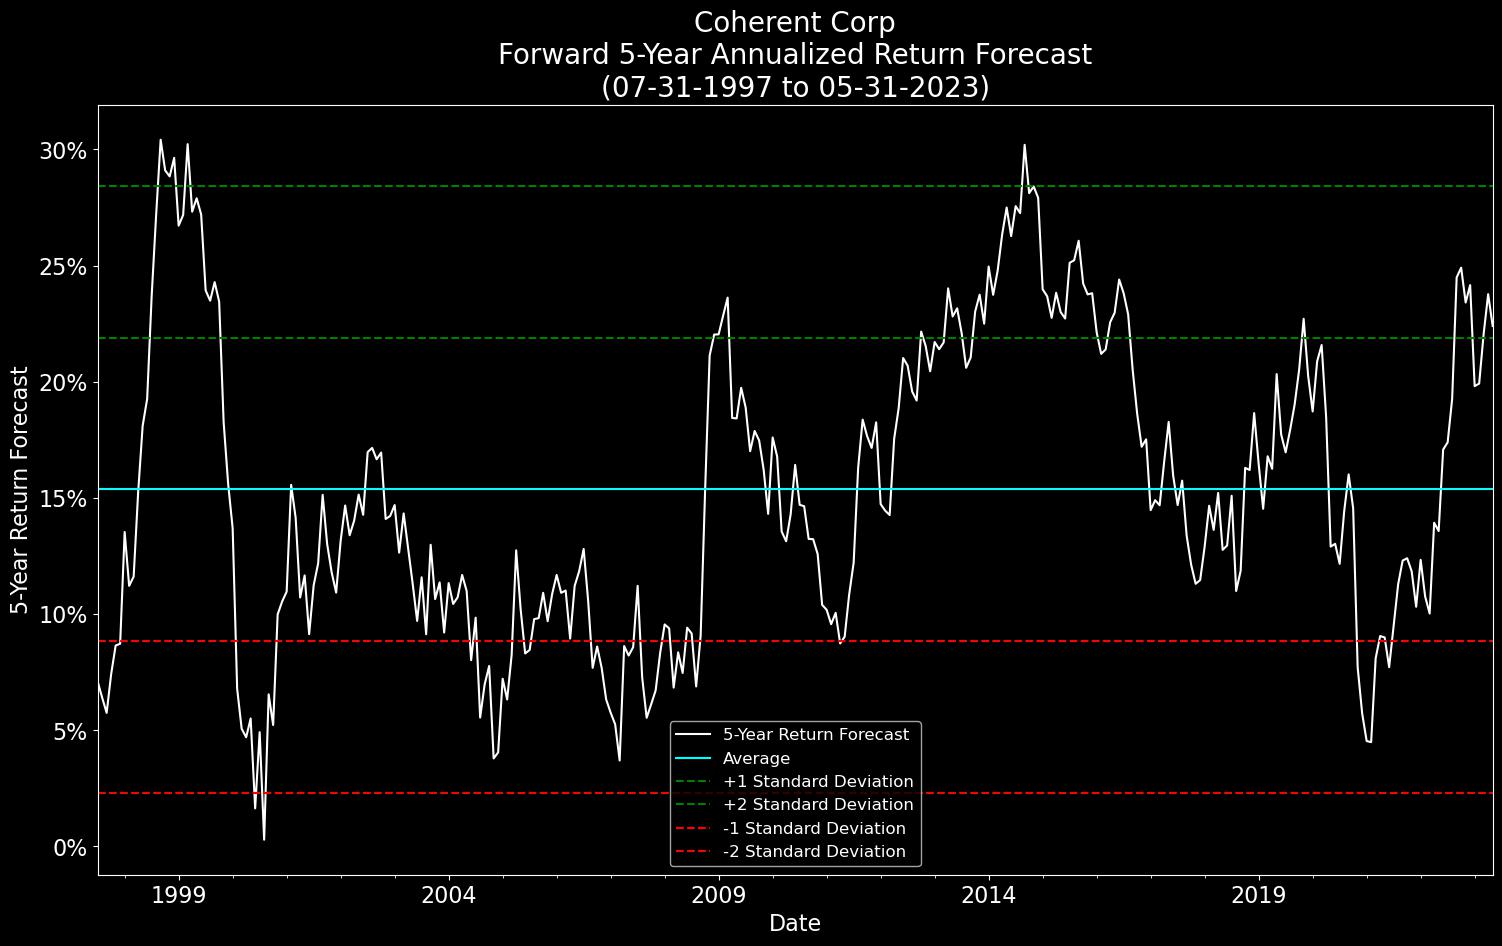 Coherent Corp
Forward 5-Year Annualized Return Forecast
(07-31-1997 to 05-31-2023)
30%
25%
20%
15%
10%
5%
0%
5-Year Return Forecast
5-Year Return Forecast
Average
+1 Standard Deviation
+2 Standard Deviation
-1 Standard Deviation
-2 Standard Deviation
1999 2004 2009 2014 2019
Date